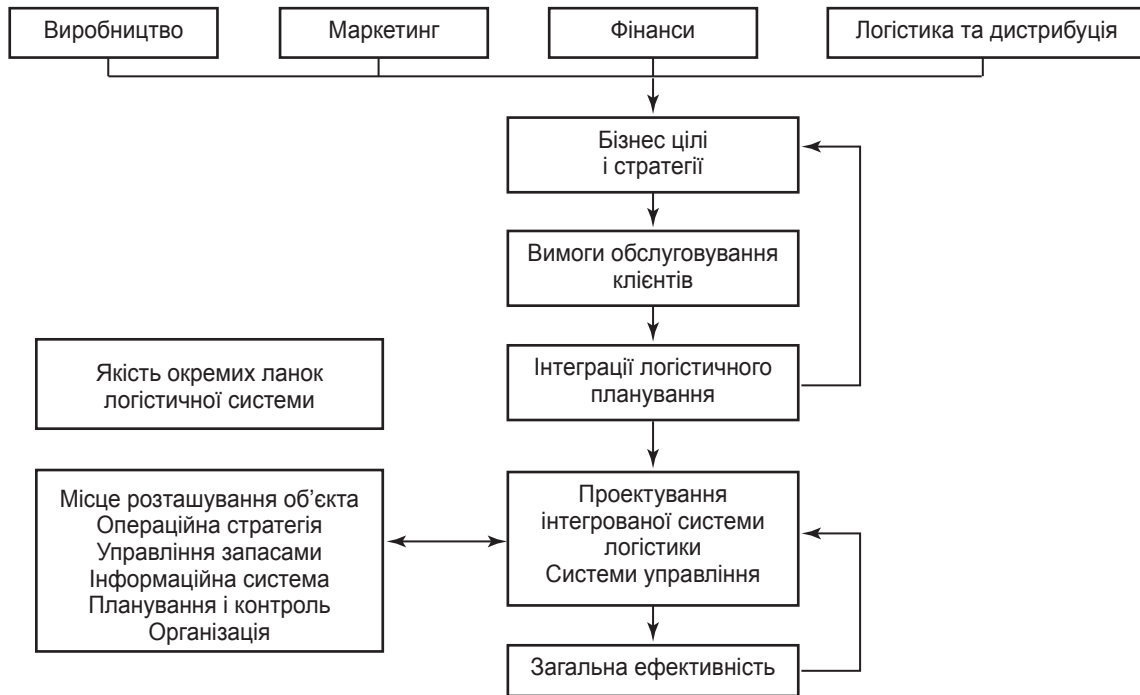 Виробництво
Маркетинг
Фінанси
Логістика та дистрибуція
Бізнес цілі
і стратегії
Вимоги обслуговування
клієнтів
Якість окремих ланок
логістичної системи
Інтеграції логістичного
планування
Місце розташування об’єкта
Операційна стратегія
Управління запасами
Інформаційна система
Планування і контроль
Організація
Проектування
інтегрованої системи
логістики
Системи управління
Загальна ефективність